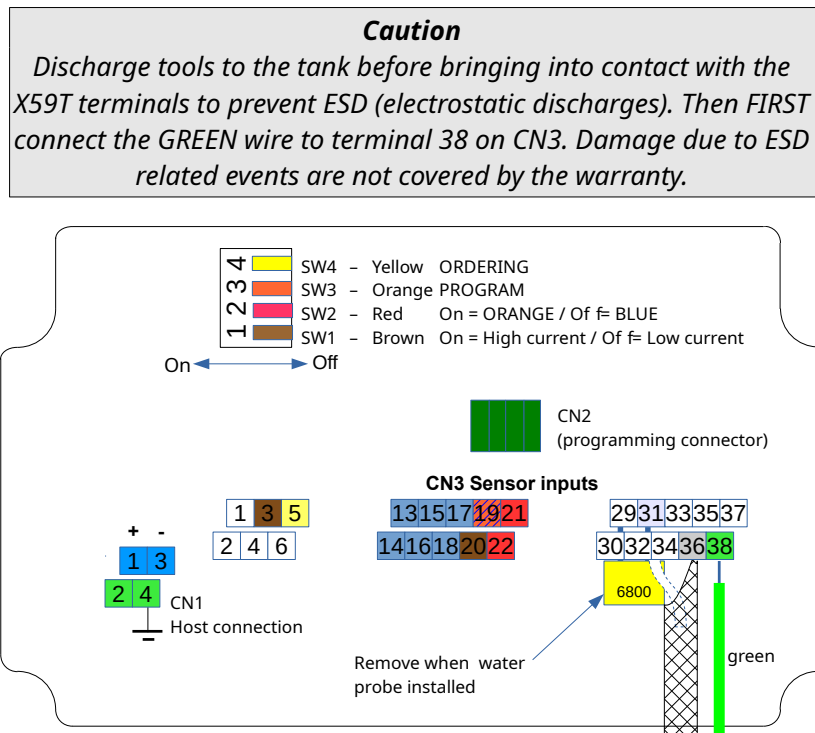 Caution
Discharge tools to the tank before bringing into contact with the
X59T terminals to prevent ESD (electrostatic discharges). Then FIRST
connect the GREEN wire to terminal 38 on CN3. Damage due to ESD
related events are not covered by the warranty.
4 SW4 – Yellow ORDERING
3 SW3 – Orange PROGRAM
2 SW2 – Red On = ORANGE / Of f= BLUE
1 SW1 – Brown On = High current / Of f= Low current
On Off
CN2
(programming connector)
CN3 Sensor inputs
1 3 5 13 15 17 19 21 29 31 33 35 37
2 4 6 14 16 18 20 22 30 32 34 36 38
+ -
1 3
2 4
CN1
Host connection
6800
Remove when water
probe installed
green